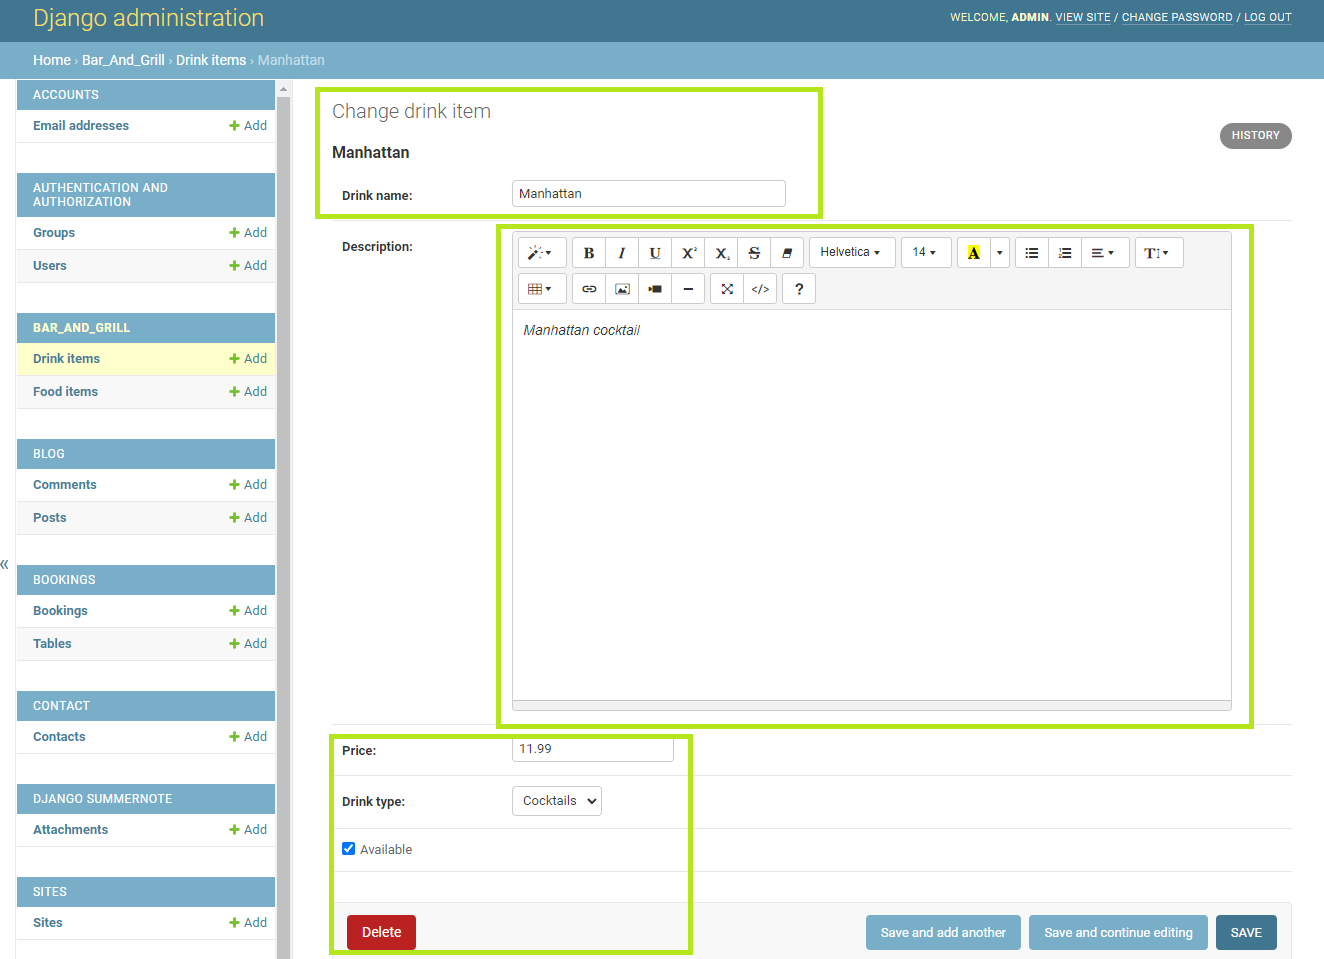 Django administration
WELCOME, ADMIN. VIEW SITE / CHANGE PASSWORD / LOG OUT
Home › Bar_And_Grill › Drink items › Manhattan
ACCOUNTS
Email addresses + Add
AUTHENTICATION AND
AUTHORIZATION
Groups + Add
Users + Add
BAR_AND_GRILL
Drink items + Add
Food items + Add
BLOG
Comments + Add
Posts + Add
BOOKINGS
Bookings + Add
Tables + Add
CONTACT
Contacts + Add
DJANGO SUMMERNOTE
Attachments + Add
SITES
Sites + Add
«
Change drink item
HISTORY
Manhattan
Drink name: Manhattan
Description:
B I U X² X₂ S Helvetica 14 A T
</> ?
Manhattan cocktail
Price: 11.99
Drink type: Cocktails
Available
Delete Save and add another Save and continue editing SAVE